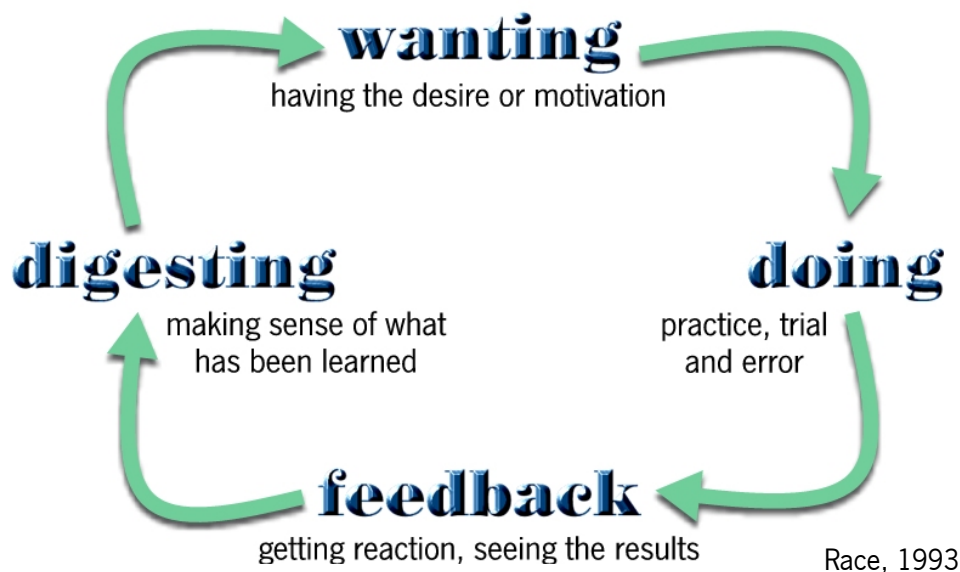 wanting
having the desire or motivation
digesting
making sense of what
has been learned
doing
practice, trial
and error
feedback
getting reaction, seeing the results
Race, 1993